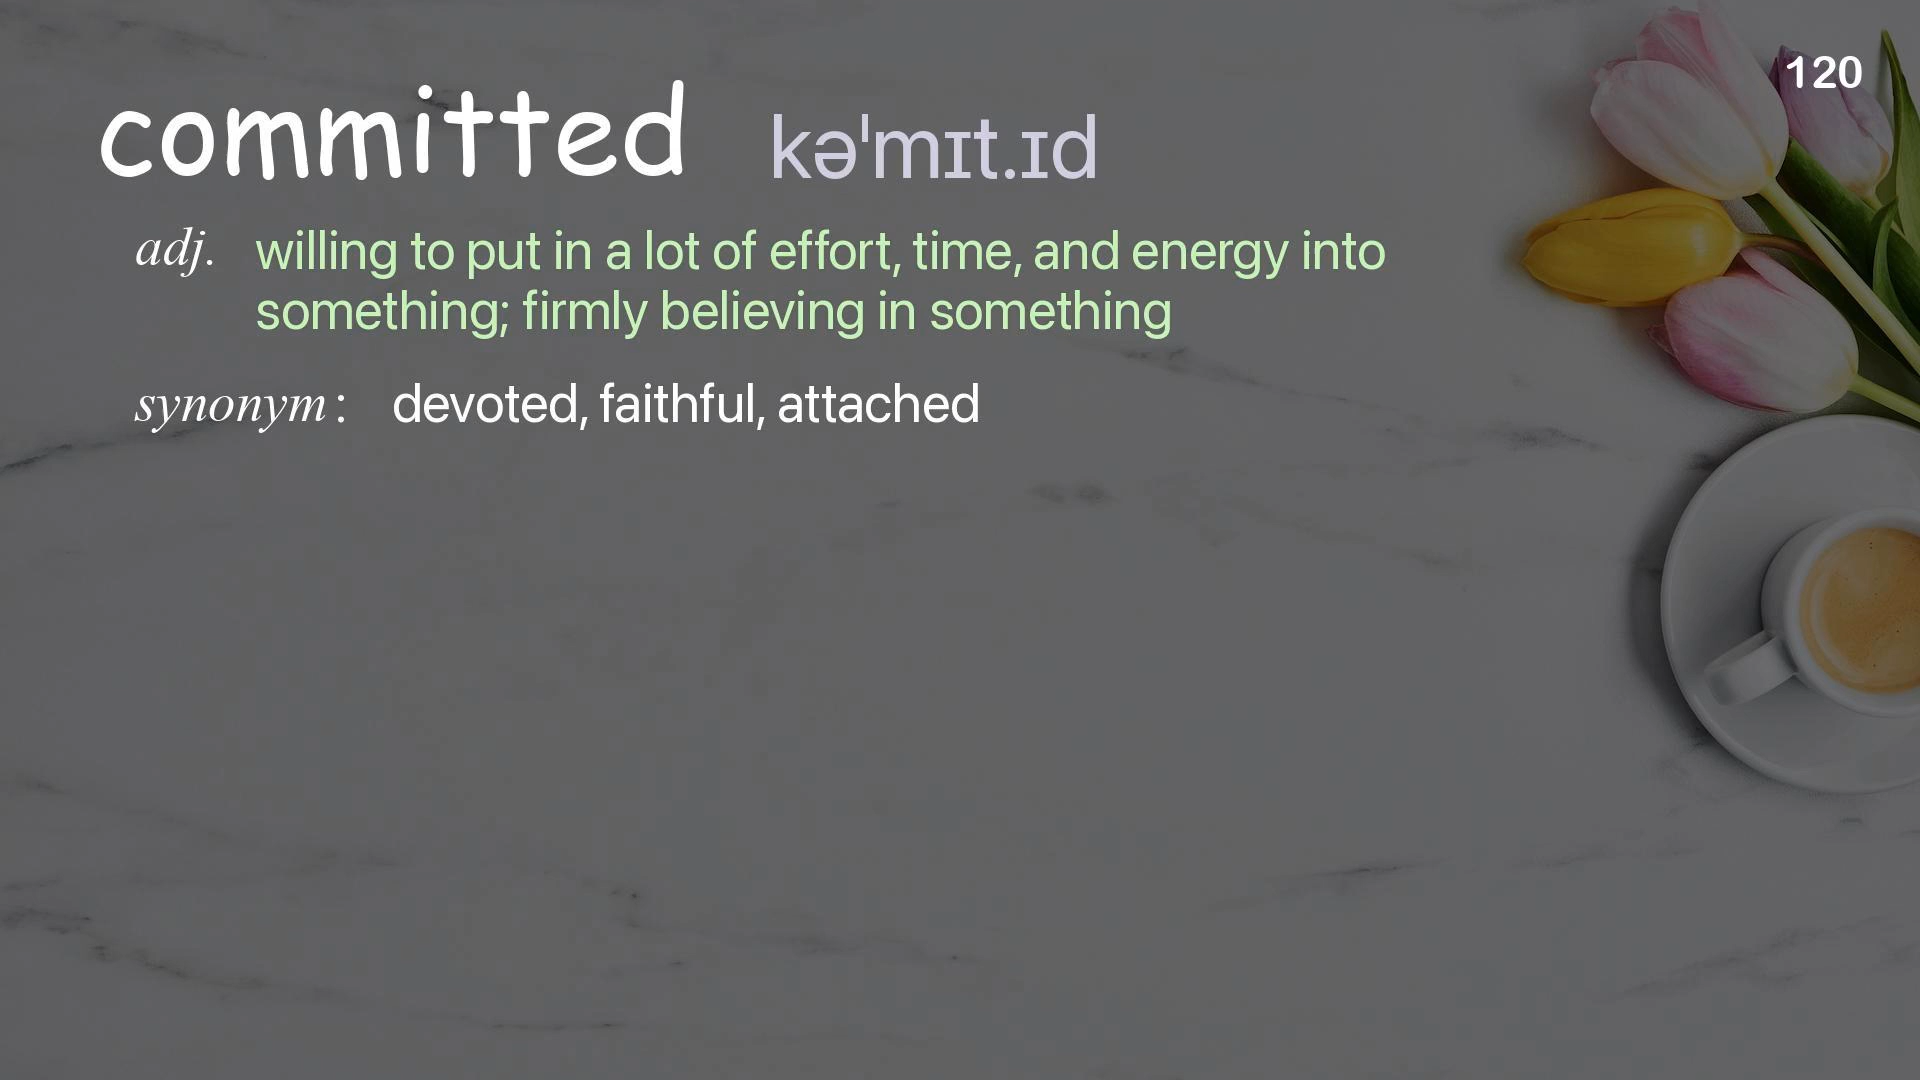 120
committed kəˈmɪt.ɪd
adj. willing to put in a lot of effort, time, and energy into
something; firmly believing in something
synonym: devoted, faithful, attached